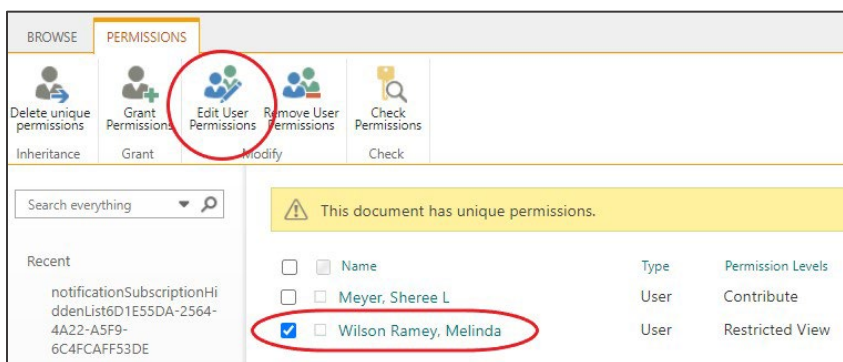 BROWSE PERMISSIONS
Delete unique permissions
Grant Permissions
Edit User Permissions
Remove User Permissions
Check Permissions
Inheritance Grant Modify Check
Search everything
This document has unique permissions.
Recent
notificationSubscriptionHi
ddenList6D1E55DA-2564-
4A22-A5F9-
6C4FCAFF53DE
Name Type Permission Levels
Meyer, Sheree L User Contribute
Wilson Ramey, Melinda User Restricted View